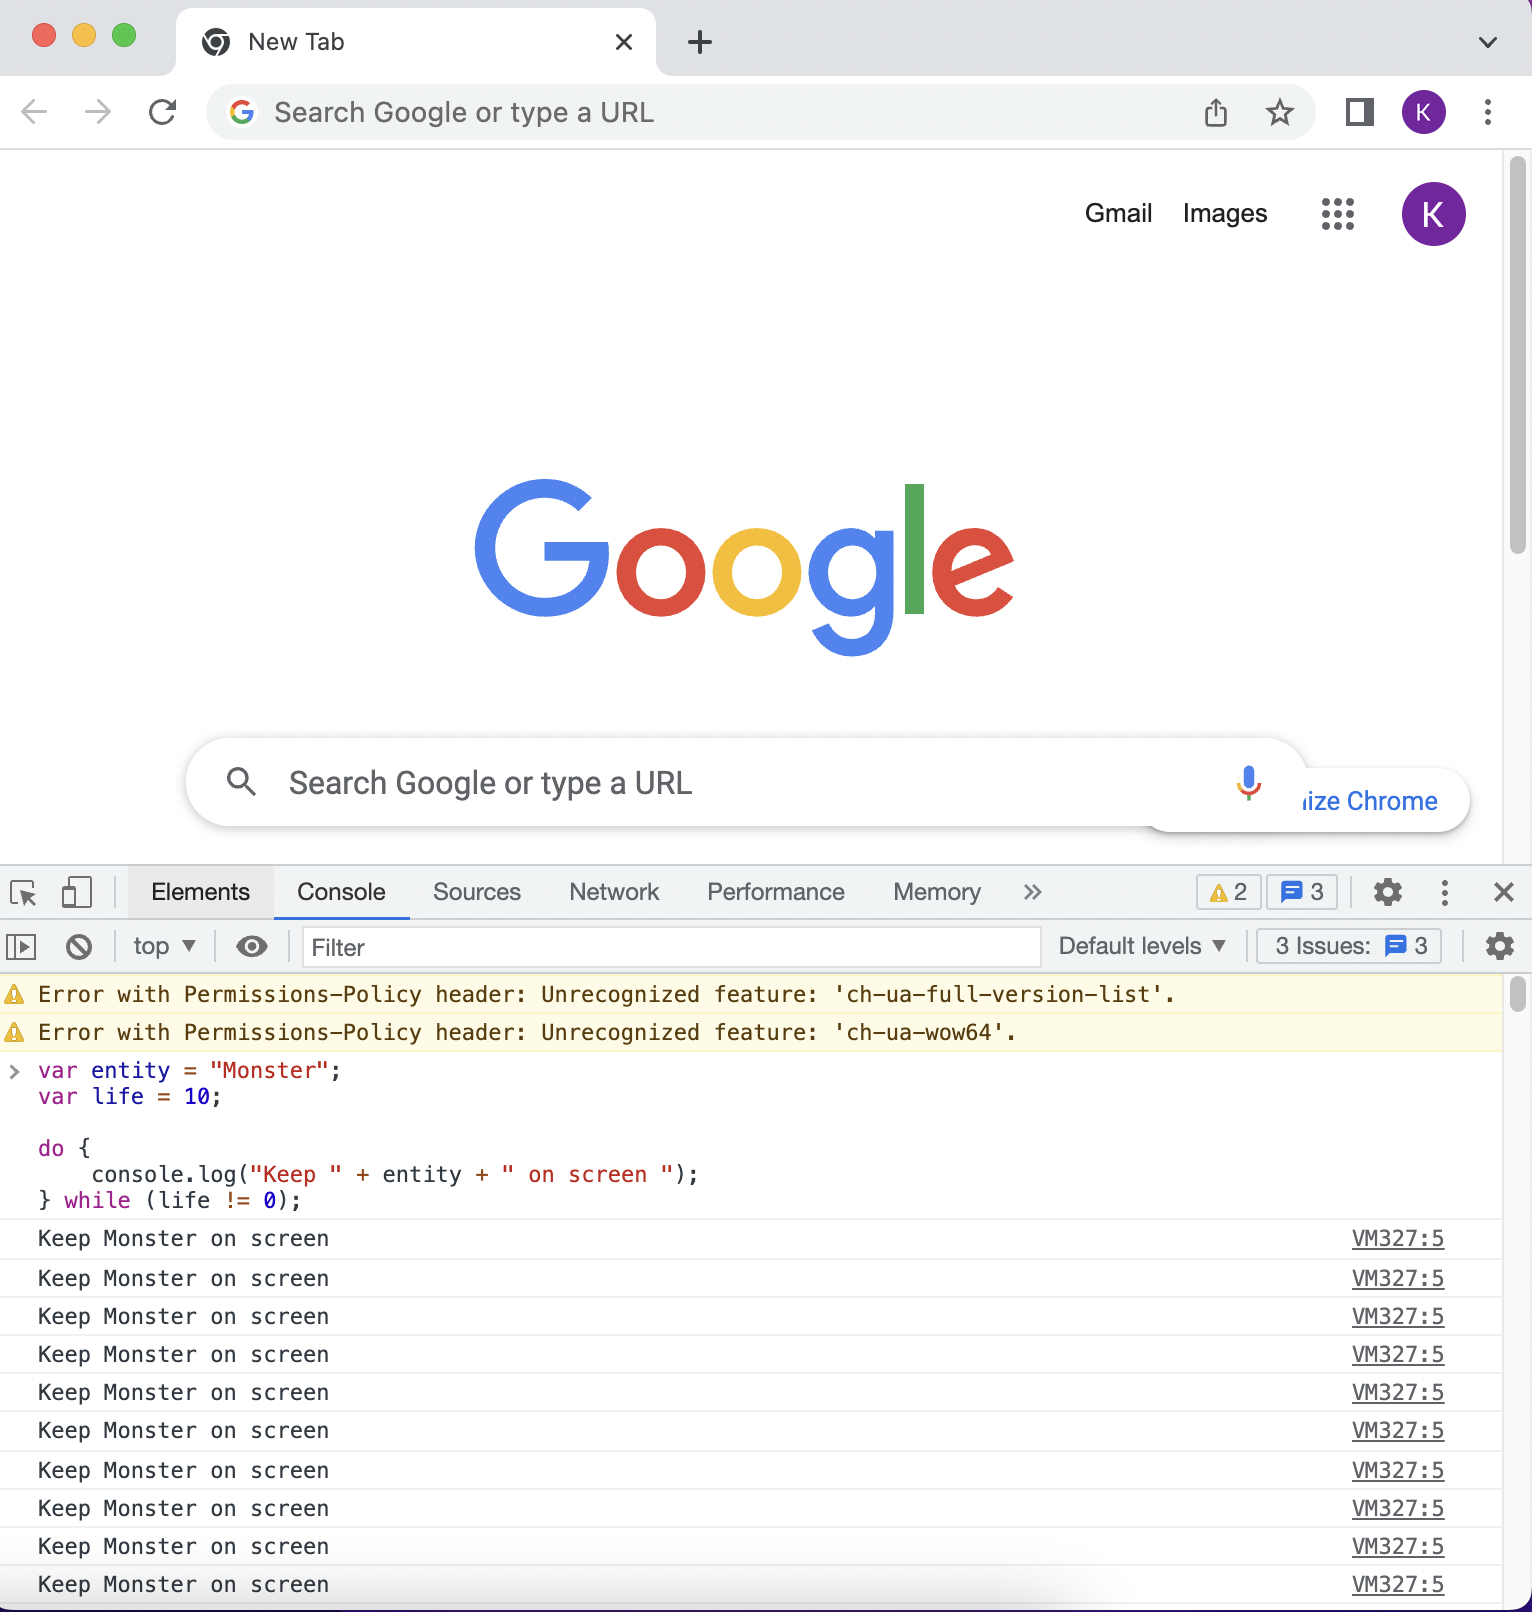 New Tab
Search Google or type a URL
K
Gmail Images
K
Google
Search Google or type a URL
ize Chrome
Elements Console Sources Network Performance Memory 2 3
top Filter Default levels 3 Issues: 3
Error with Permissions-Policy header: Unrecognized feature: 'ch-ua-full-version-list'.
Error with Permissions-Policy header: Unrecognized feature: 'ch-ua-wow64'.
> var entity = "Monster";
var life = 10;
do {
    console.log("Keep " + entity + " on screen ");
} while (life != 0);
Keep Monster on screen VM327:5
Keep Monster on screen VM327:5
Keep Monster on screen VM327:5
Keep Monster on screen VM327:5
Keep Monster on screen VM327:5
Keep Monster on screen VM327:5
Keep Monster on screen VM327:5
Keep Monster on screen VM327:5
Keep Monster on screen VM327:5
Keep Monster on screen VM327:5